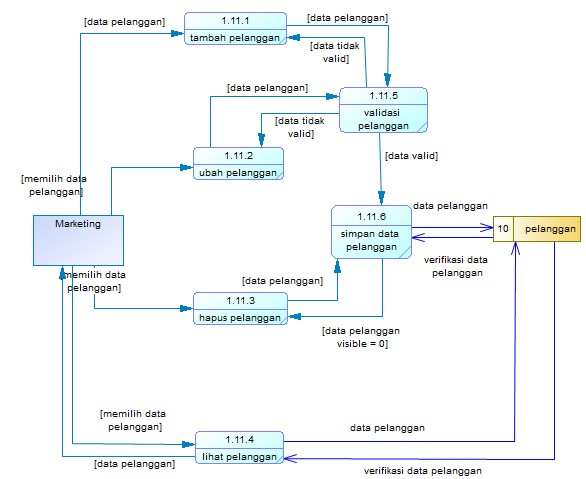 [data pelanggan]
1.11.1
tambah pelanggan
[data pelanggan]
[data tidak
valid]
[data pelanggan]
1.11.5
validasi
pelanggan
[data tidak
valid]
1.11.2
ubah pelanggan
[data valid]
[memilih data
pelanggan]
Marketing
data pelanggan
1.11.6
simpan data
pelanggan
10 pelanggan
verifikasi data
pelanggan
[memilih data
pelanggan]
[data pelanggan]
1.11.3
hapus pelanggan
[data pelanggan
visible = 0]
[memilih data
pelanggan]
data pelanggan
1.11.4
lihat pelanggan
[data pelanggan]
verifikasi data pelanggan